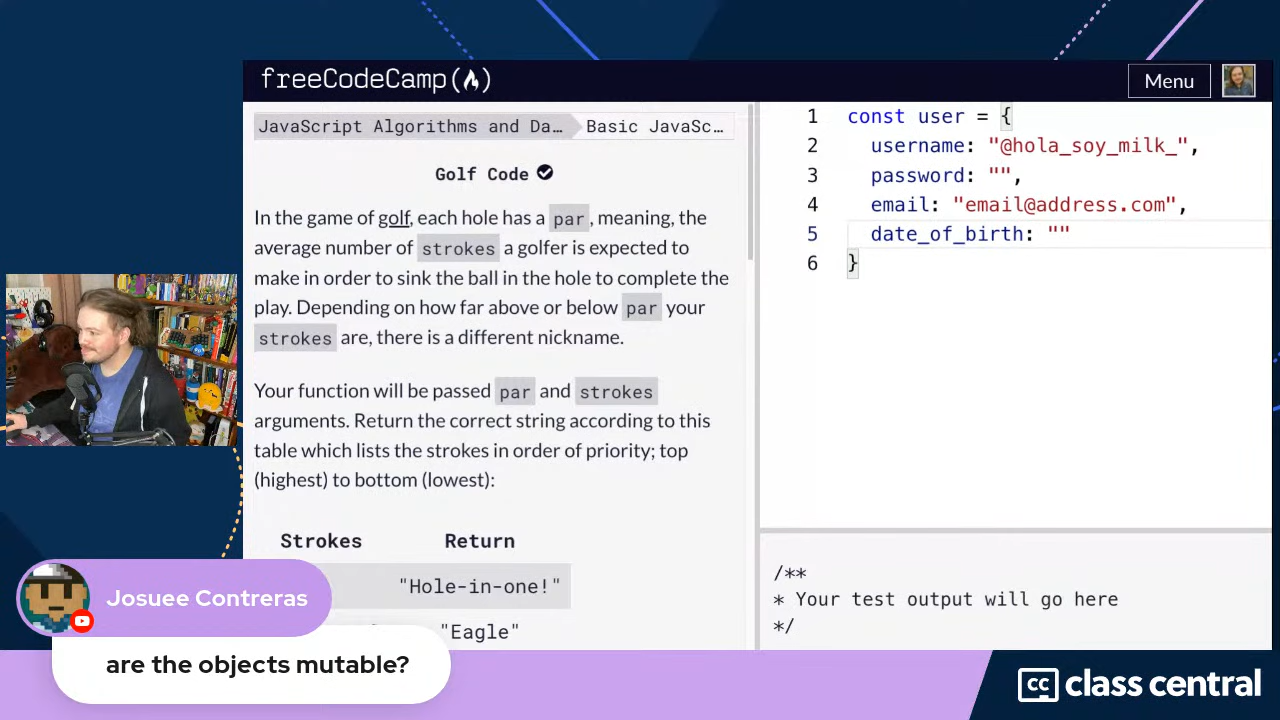 freeCodeCamp
Menu
JavaScript Algorithms and Da… Basic JavaSc…
Golf Code
In the game of golf, each hole has a par, meaning, the
average number of strokes a golfer is expected to
make in order to sink the ball in the hole to complete the
play. Depending on how far above or below par your
strokes are, there is a different nickname.
Your function will be passed par and strokes
arguments. Return the correct string according to this
table which lists the strokes in order of priority; top
(highest) to bottom (lowest):
Strokes Return
"Hole-in-one!"
"Eagle"
1 const user = {
2 username: "@hola_soy_milk_",
3 password: "",
4 email: "email@address.com",
5 date_of_birth: ""
6 }
/**
* Your test output will go here
*/
Josuee Contreras
are the objects mutable?
cc class central